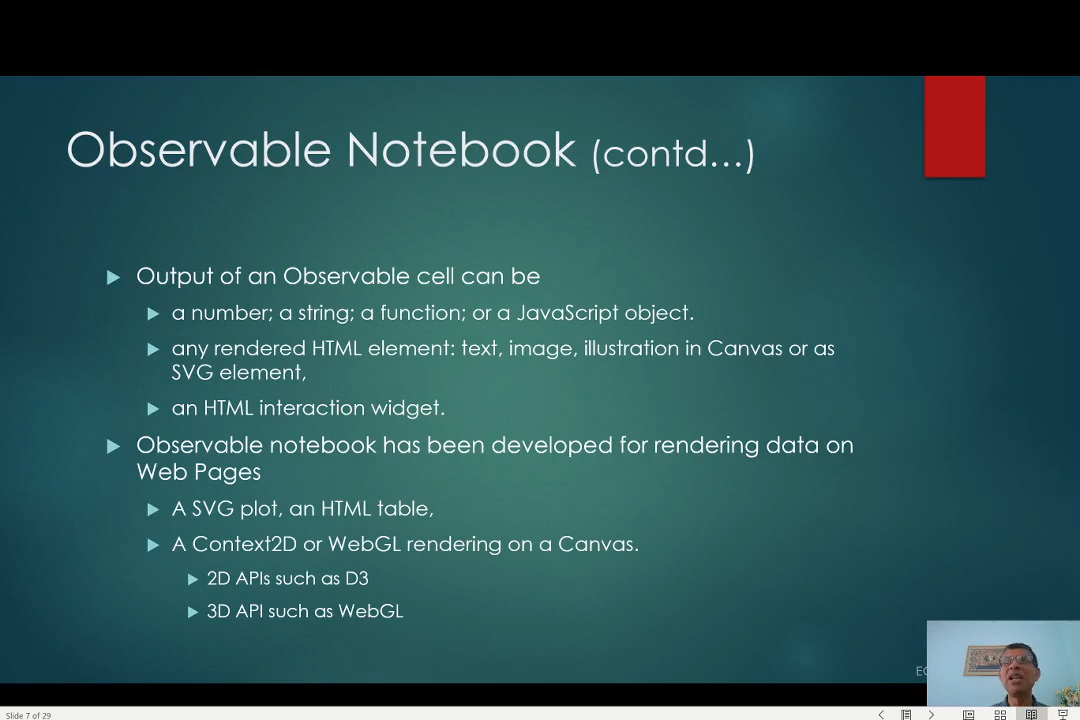 Observable Notebook (contd...)
Output of an Observable cell can be
a number; a string; a function; or a JavaScript object.
any rendered HTML element: text, image, illustration in Canvas or as
SVG element,
an HTML interaction widget.
Observable notebook has been developed for rendering data on
Web Pages
A SVG plot, an HTML table,
A Context2D or WebGL rendering on a Canvas.
2D APIs such as D3
3D API such as WebGL
Slide 7 of 29